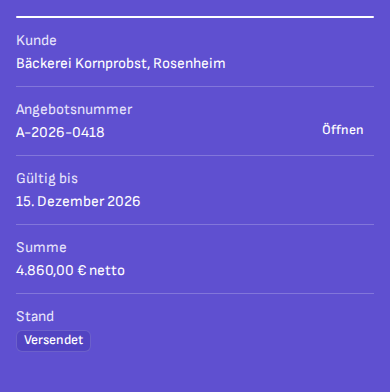 Kunde
Bäckerei Kornprobst, Rosenheim
Angebotsnummer
A-2026-0418
Öffnen
Gültig bis
15. Dezember 2026
Summe
4.860,00 € netto
Stand
Versendet